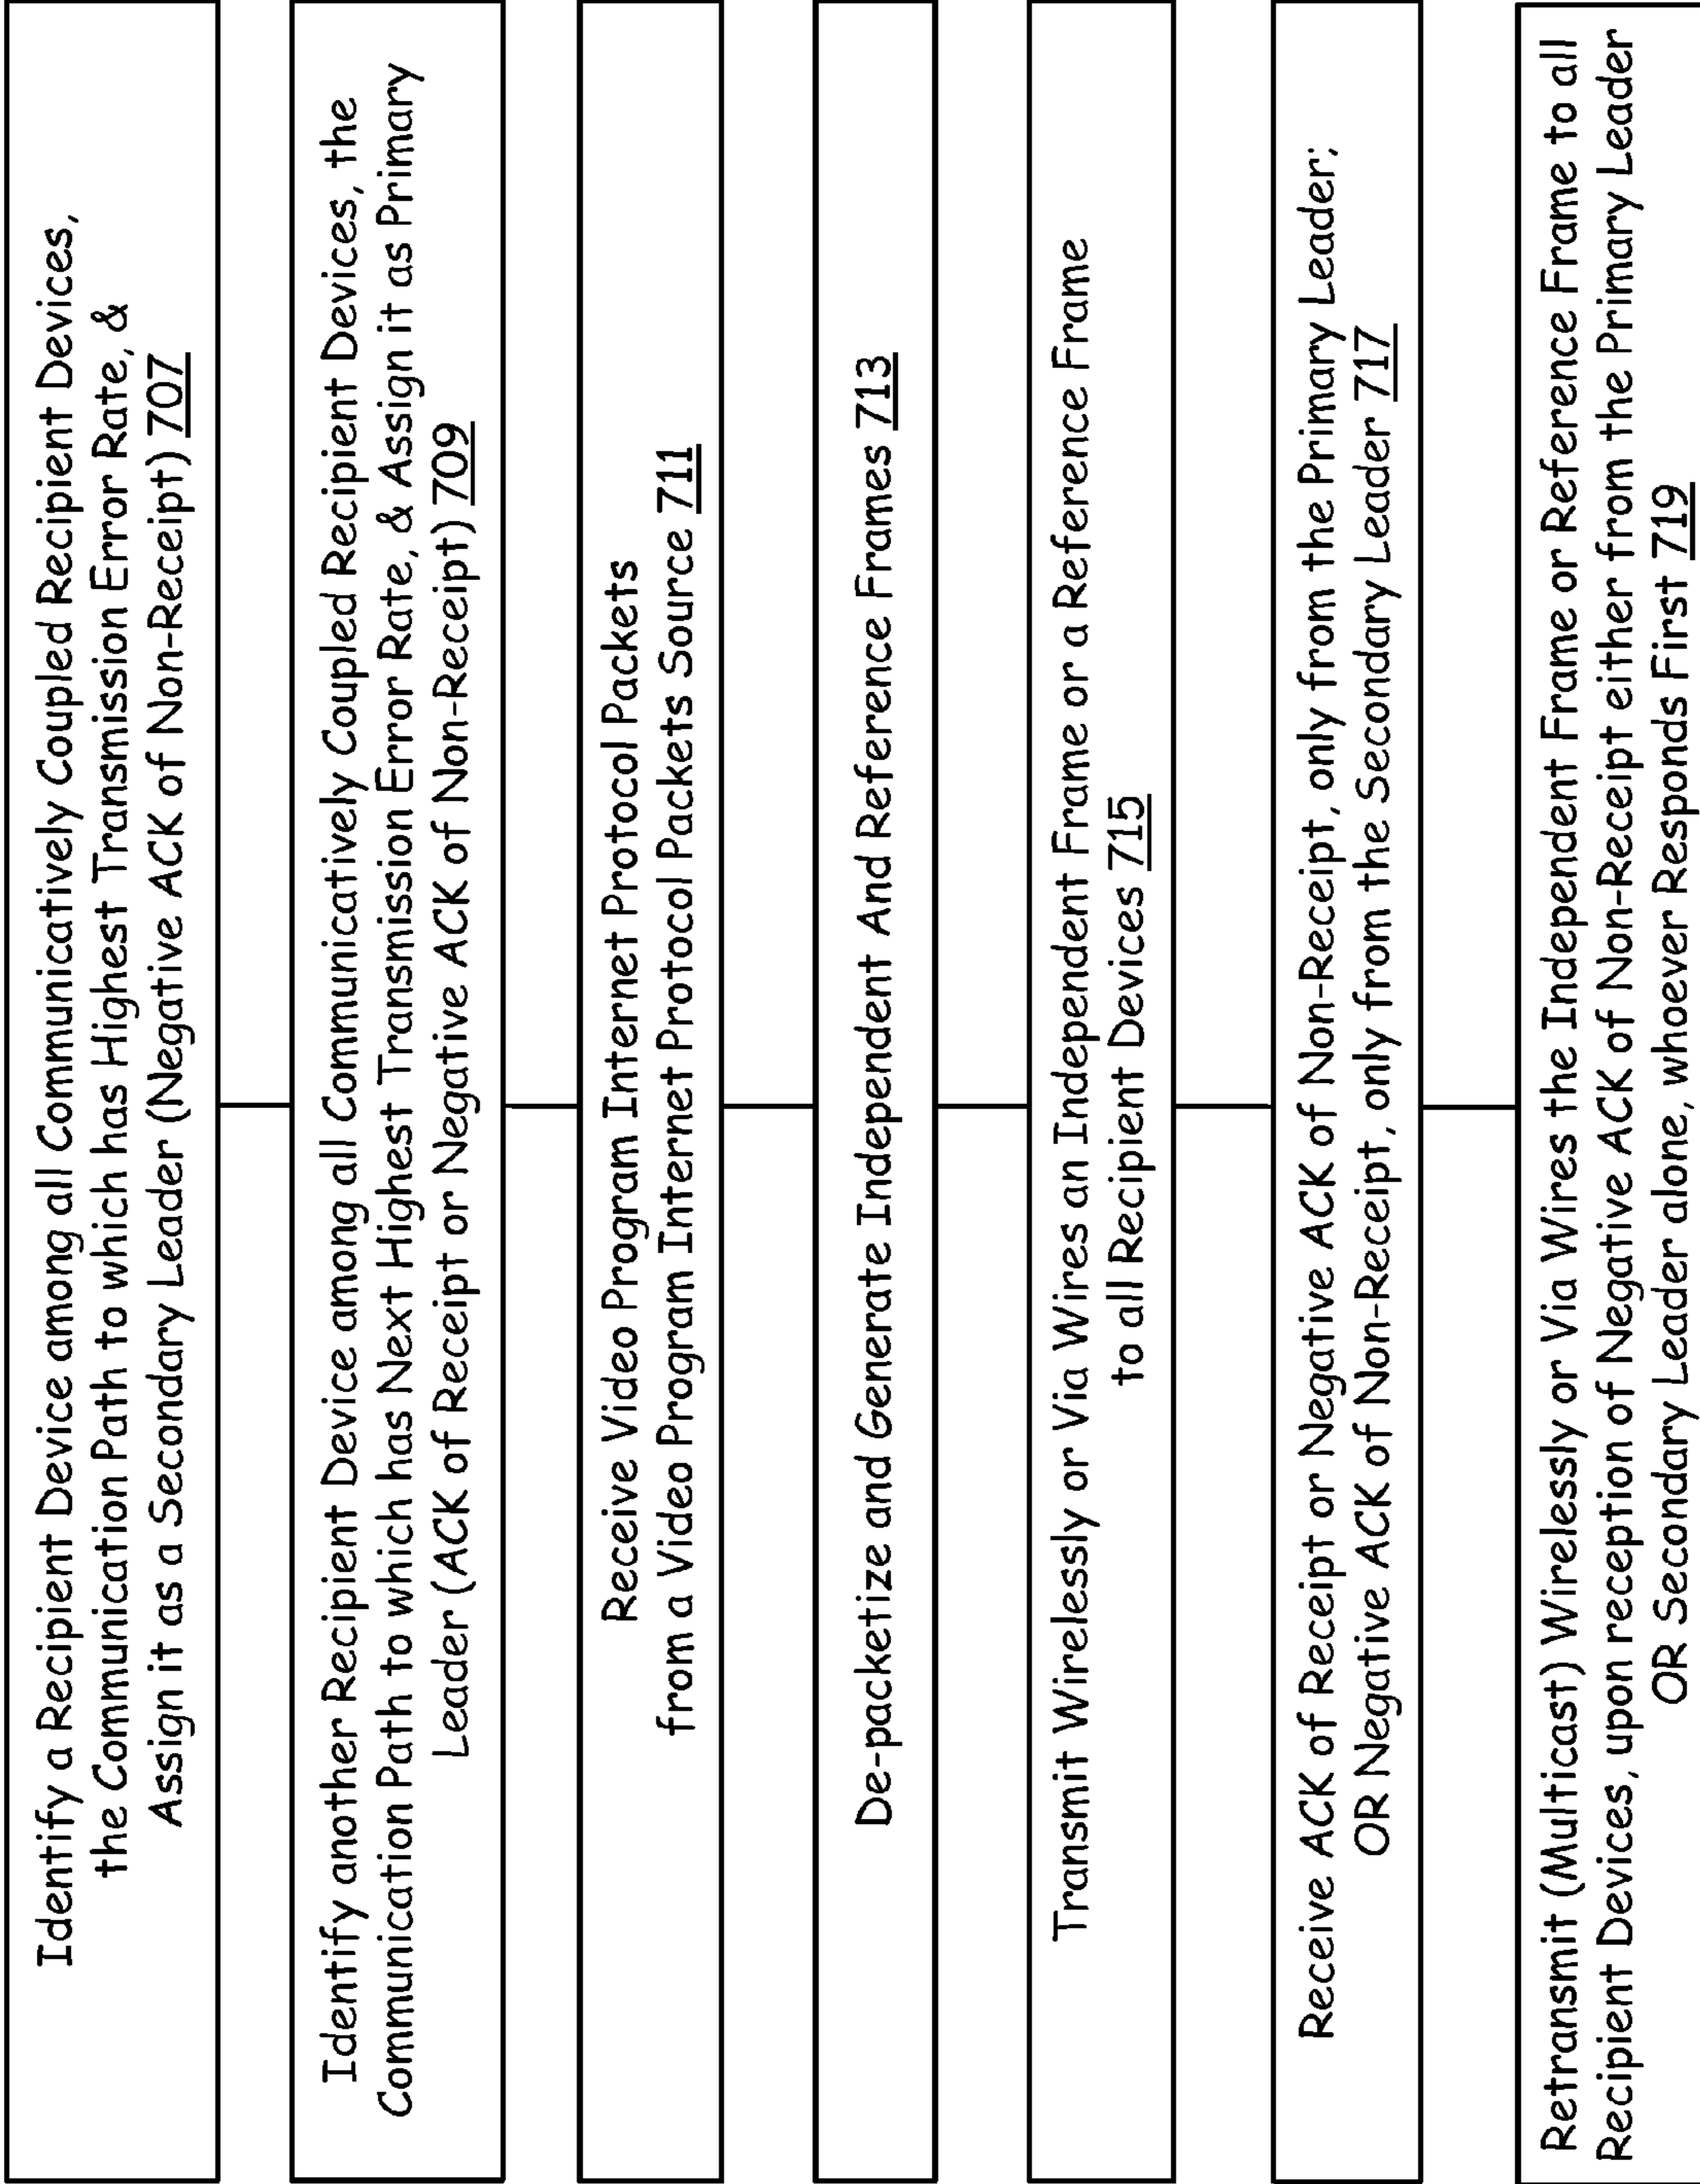 Identify a Recipient Device among all Communicatively Coupled Recipient Devices,
the Communication Path to which has Highest Transmission Error Rate, &
Assign it as a Secondary Leader (Negative ACK of Non-Receipt) 707
Identify another Recipient Device among all Communicatively Coupled Recipient Devices, the
Communication Path to which has Next Highest Transmission Error Rate, & Assign it as Primary
Leader (ACK of Receipt or Negative ACK of Non-Receipt) 709
Receive Video Program Internet Protocol Packets
from a Video Program Internet Protocol Packets Source 711
De-packetize and Generate Independent And Reference Frames 713
Transmit Wirelessly or Via Wires an Independent Frame or a Reference Frame
to all Recipient Devices 715
Receive ACK of Receipt or Negative ACK of Non-Receipt, only from the Primary Leader;
OR Negative ACK of Non-Receipt, only from the Secondary Leader 717
Retransmit (Multicast) Wirelessly or Via Wires the Independent Frame or Reference Frame to all
Recipient Devices, upon reception of Negative ACK of Non-Receipt either from the Primary Leader
OR Secondary Leader alone, whoever Responds First 719